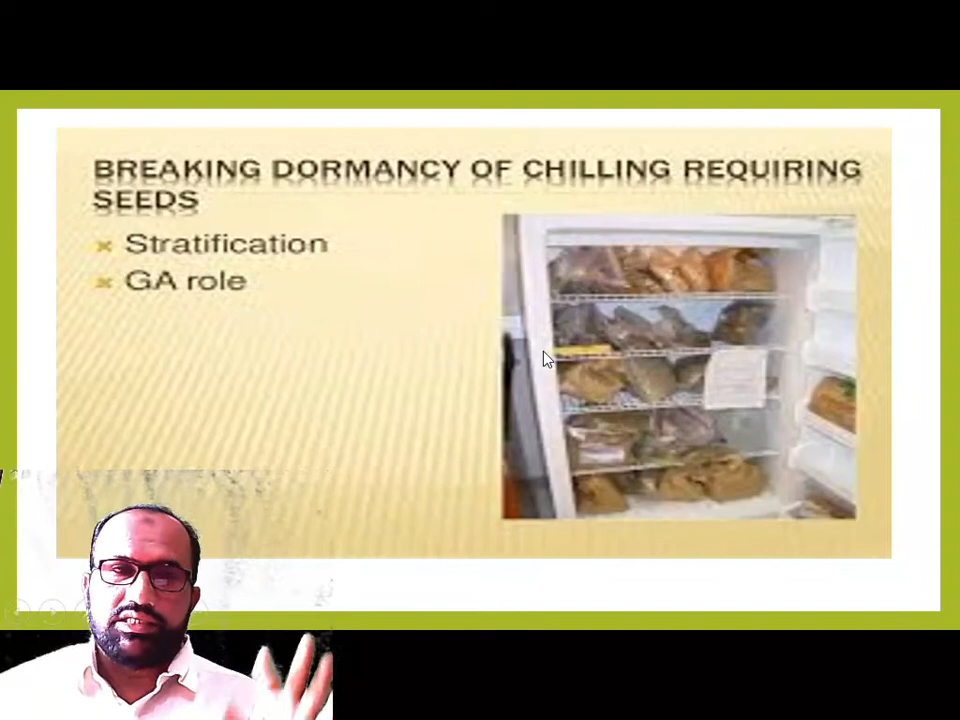 BREAKING DORMANCY OF CHILLING REQUIRING
SEEDS
Stratification
GA role